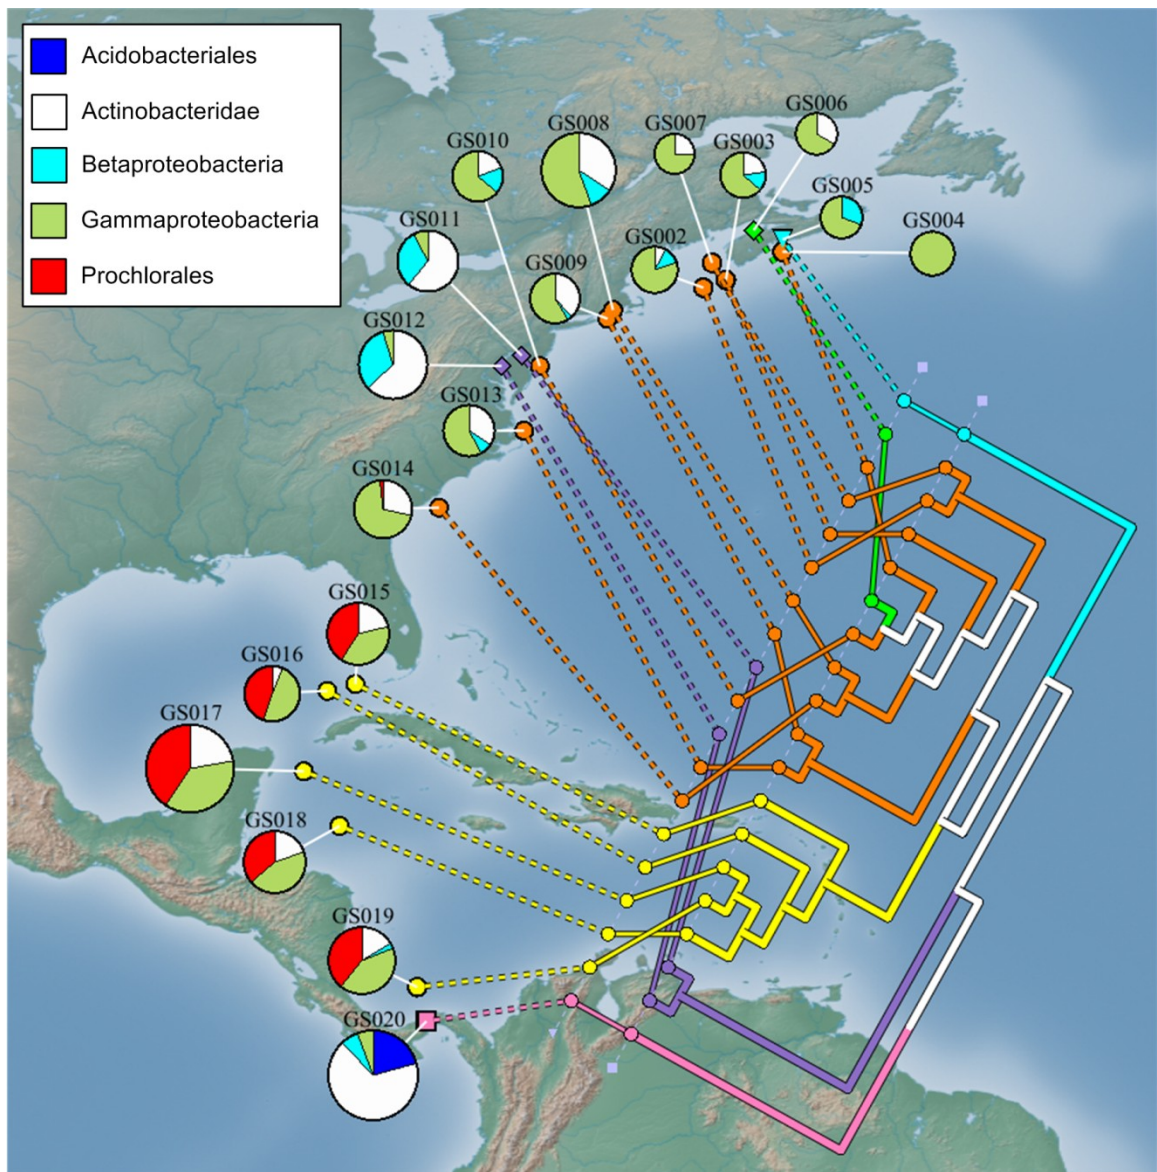 Acidobacteriales
Actinobacteridae
Betaproteobacteria
Gammaproteobacteria
Prochlorales
GS006
GS008
GS007
GS010
GS003
GS005
GS011
GS002
GS004
GS009
GS012
GS013
GS014
GS015
GS016
GS017
GS018
GS019
GS020